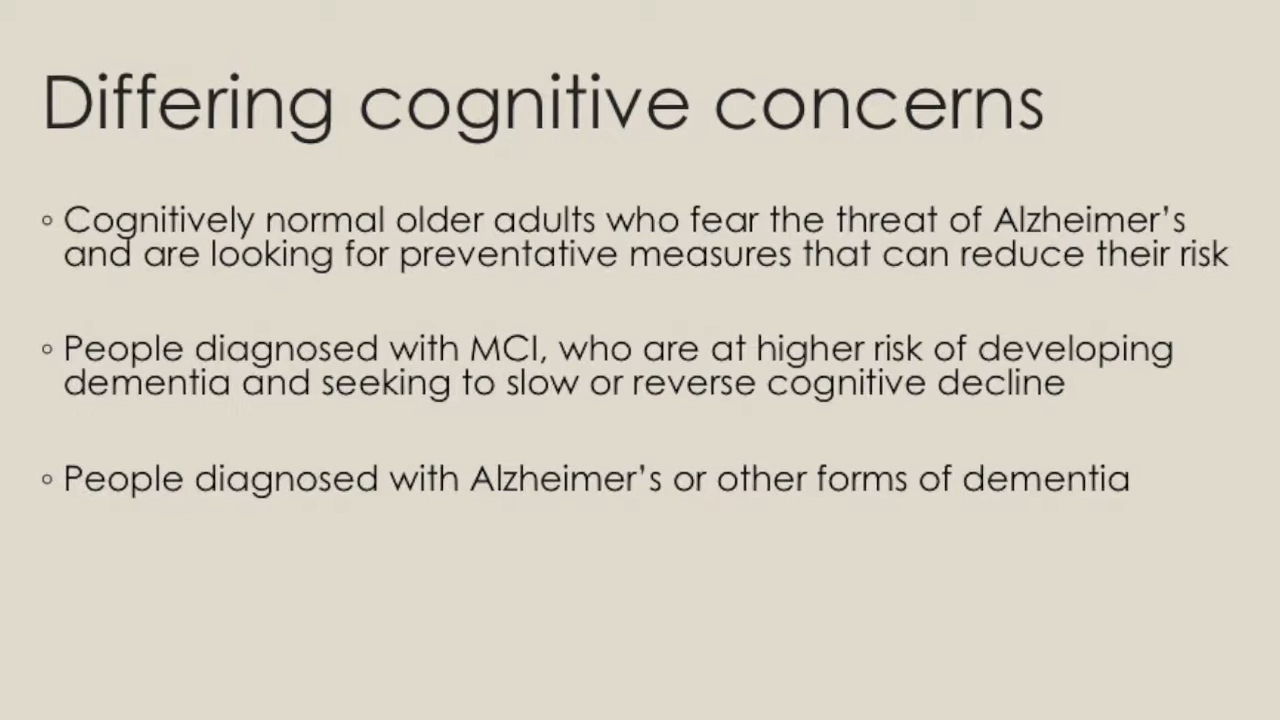 Differing cognitive concerns
◦ Cognitively normal older adults who fear the threat of Alzheimer’s
and are looking for preventative measures that can reduce their risk
◦ People diagnosed with MCI, who are at higher risk of developing
dementia and seeking to slow or reverse cognitive decline
◦ People diagnosed with Alzheimer’s or other forms of dementia